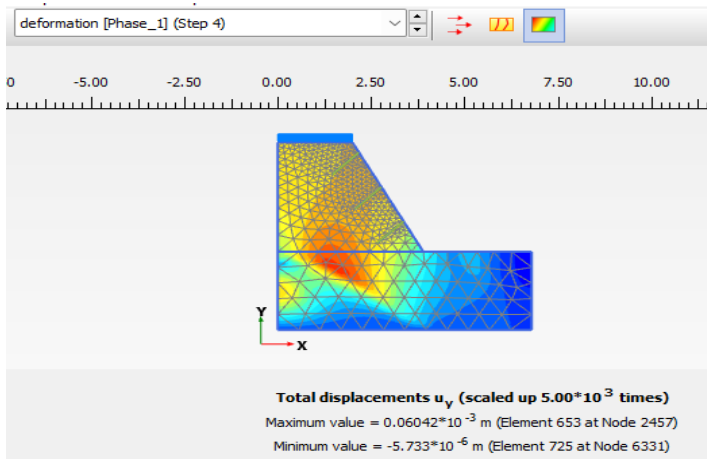 deformation [Phase_1] (Step 4)
0 -5.00 -2.50 0.00 2.50 5.00 7.50 10.00
Y
X
Total displacements uy (scaled up 5.00*10 3 times)
Maximum value = 0.06042*10 -3 m (Element 653 at Node 2457)
Minimum value = -5.733*10 -6 m (Element 725 at Node 6331)